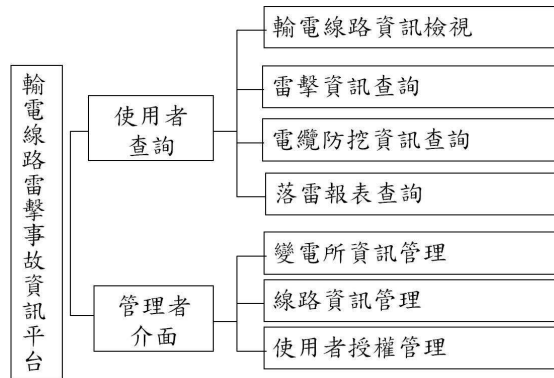 輸電線路雷擊事故資訊平台
使用者
查詢
輸電線路資訊檢視
雷擊資訊查詢
電纜防挖資訊查詢
落雷報表查詢
管理者
介面
變電所資訊管理
線路資訊管理
使用者授權管理